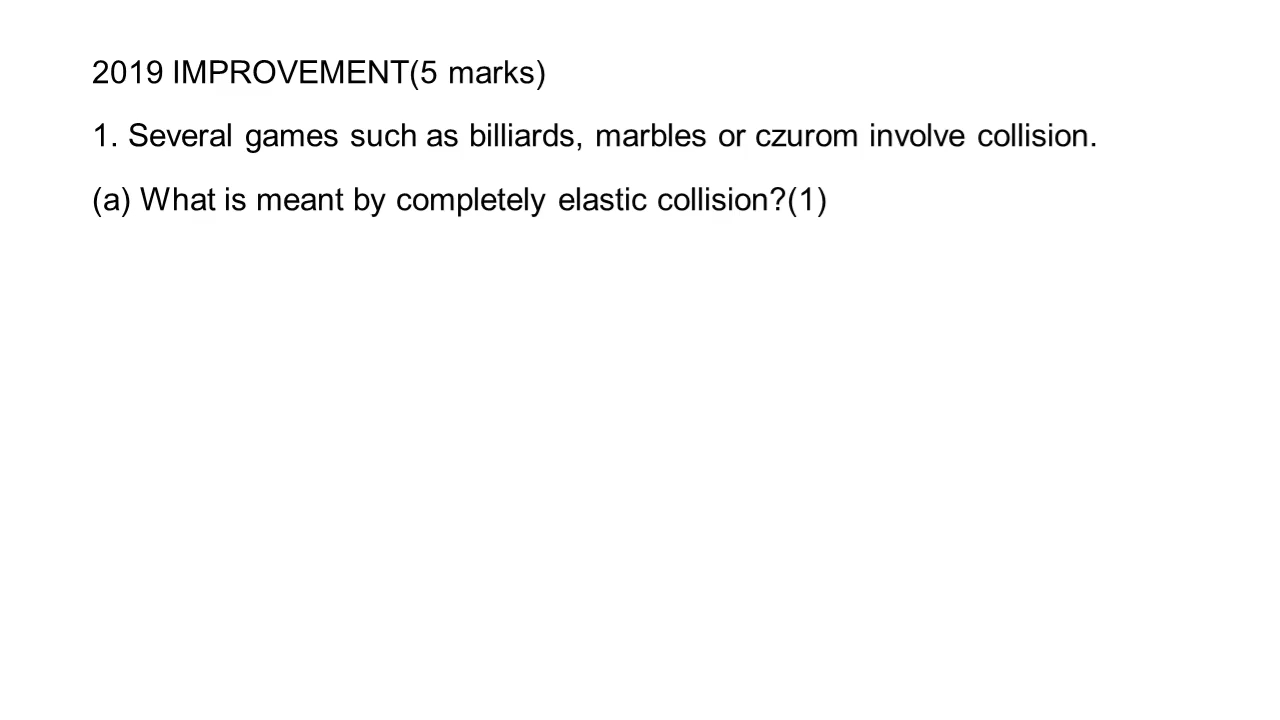 2019 IMPROVEMENT(5 marks)
1. Several games such as billiards, marbles or czurom involve collision.
(a) What is meant by completely elastic collision?(1)